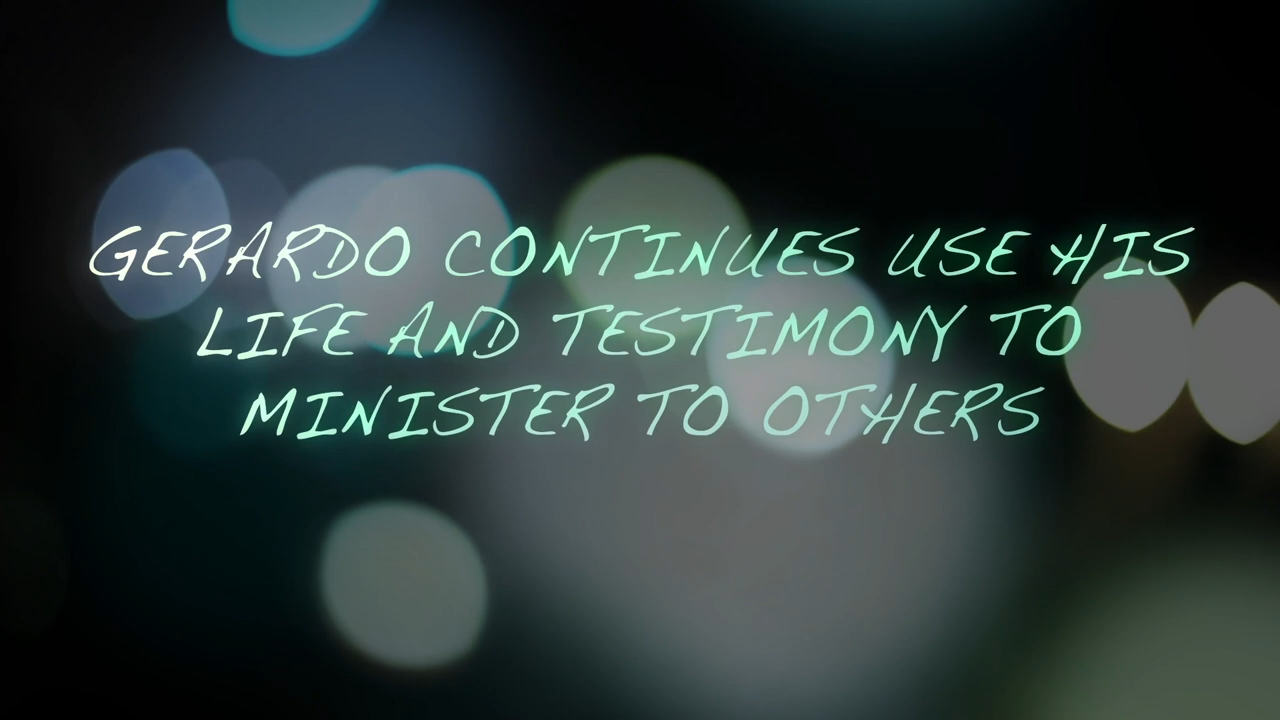 GERARDO CONTINUES USE HIS
LIFE AND TESTIMONY TO
MINISTER TO OTHERS